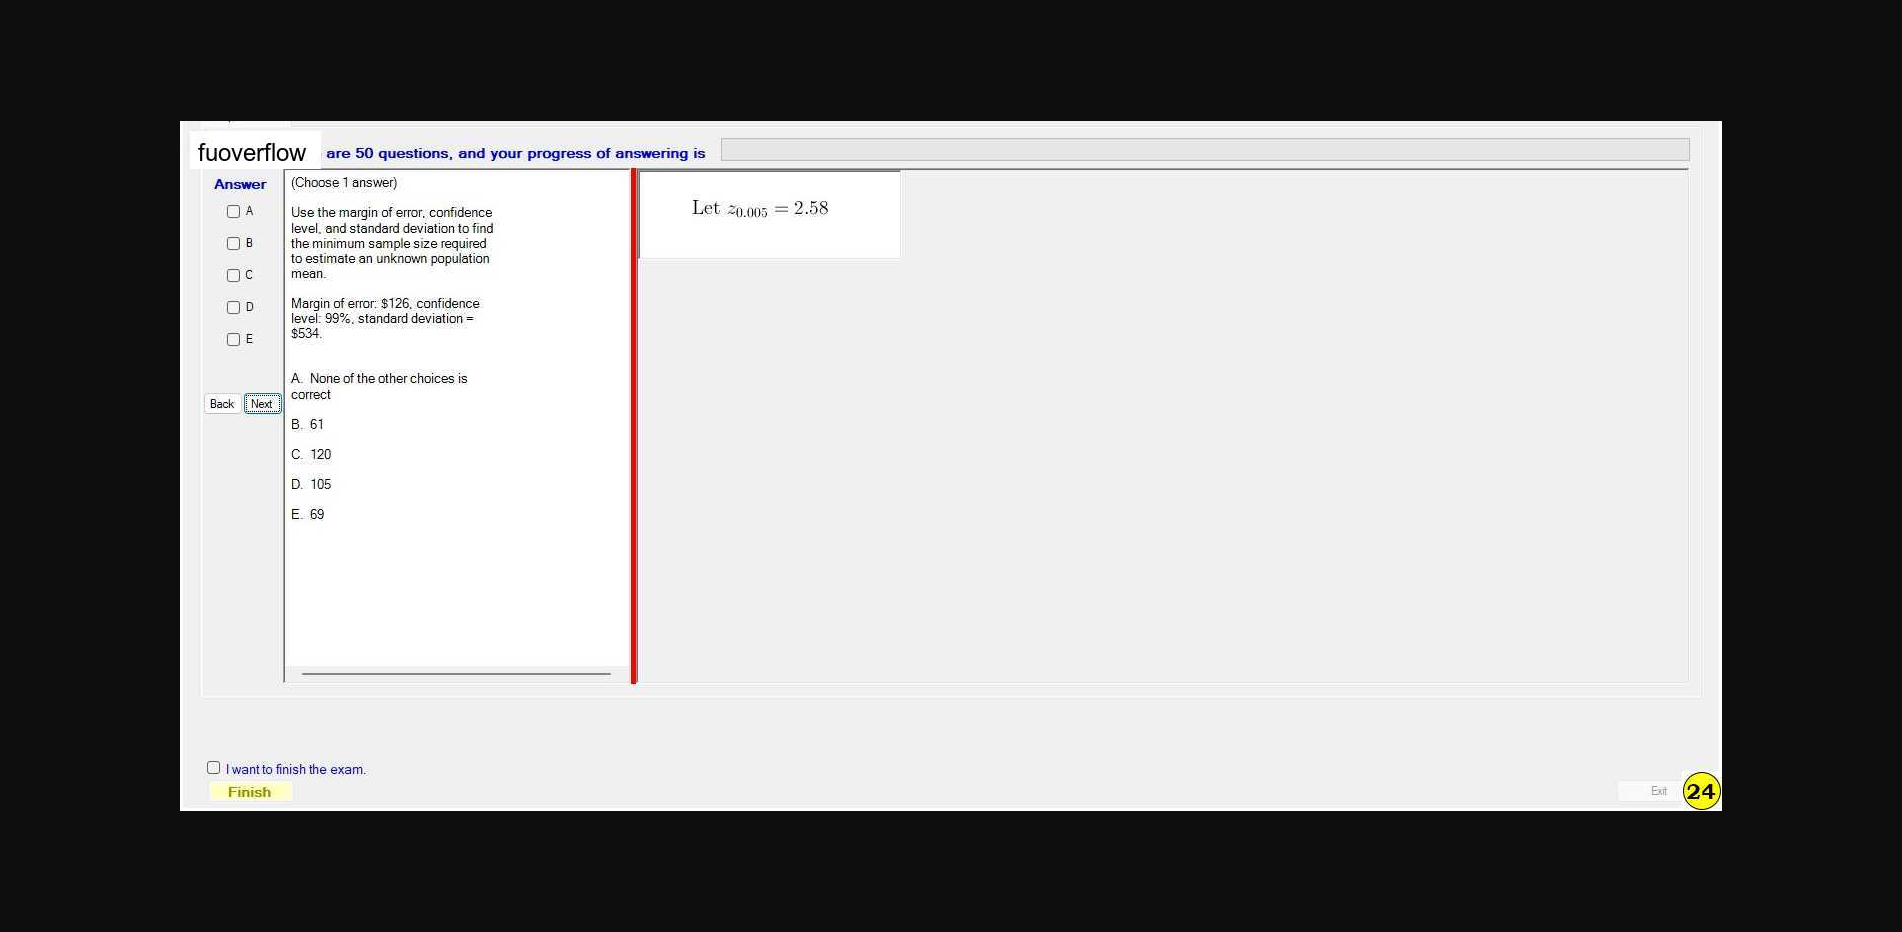 fuoverflow are 50 questions, and your progress of answering is
Answer
A
B
C
D
E
Back Next
(Choose 1 answer)
Use the margin of error, confidence
level, and standard deviation to find
the minimum sample size required
to estimate an unknown population
mean.
Margin of error: $126, confidence
level: 99%, standard deviation =
$534.
A. None of the other choices is
correct
B. 61
C. 120
D. 105
E. 69
Let z0.005 = 2.58
I want to finish the exam.
Finish
Exit
24